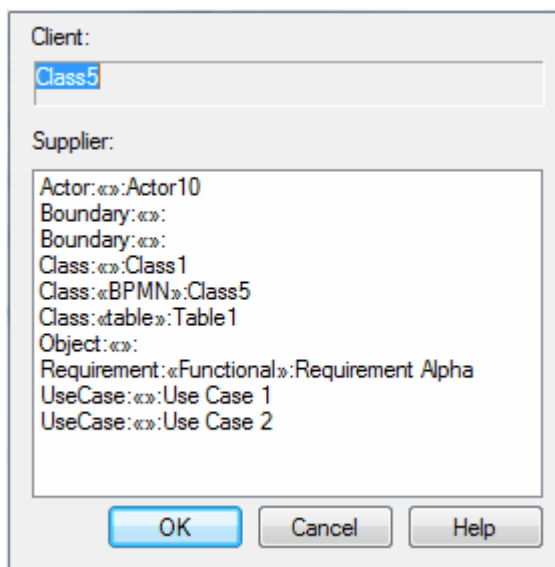 Client:
Class5
Supplier:
Actor:«»:Actor10
Boundary:«»:
Boundary:«»:
Class:«»:Class1
Class:«BPMN»:Class5
Class:«table»:Table1
Object:«»:
Requirement:«Functional»:Requirement Alpha
UseCase:«»:Use Case 1
UseCase:«»:Use Case 2
OK Cancel Help